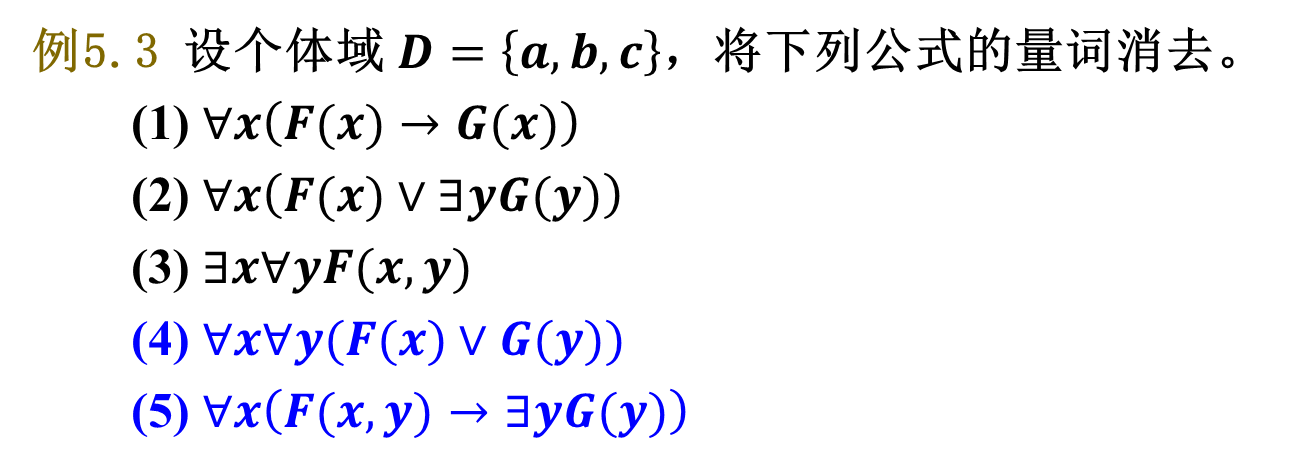 例5.3 设个体域 D = {a, b, c}，将下列公式的量词消去。
(1) ∀x(F(x) → G(x))
(2) ∀x(F(x) ∨ ∃yG(y))
(3) ∃x∀yF(x, y)
(4) ∀x∀y(F(x) ∨ G(y))
(5) ∀x(F(x, y) → ∃yG(y))